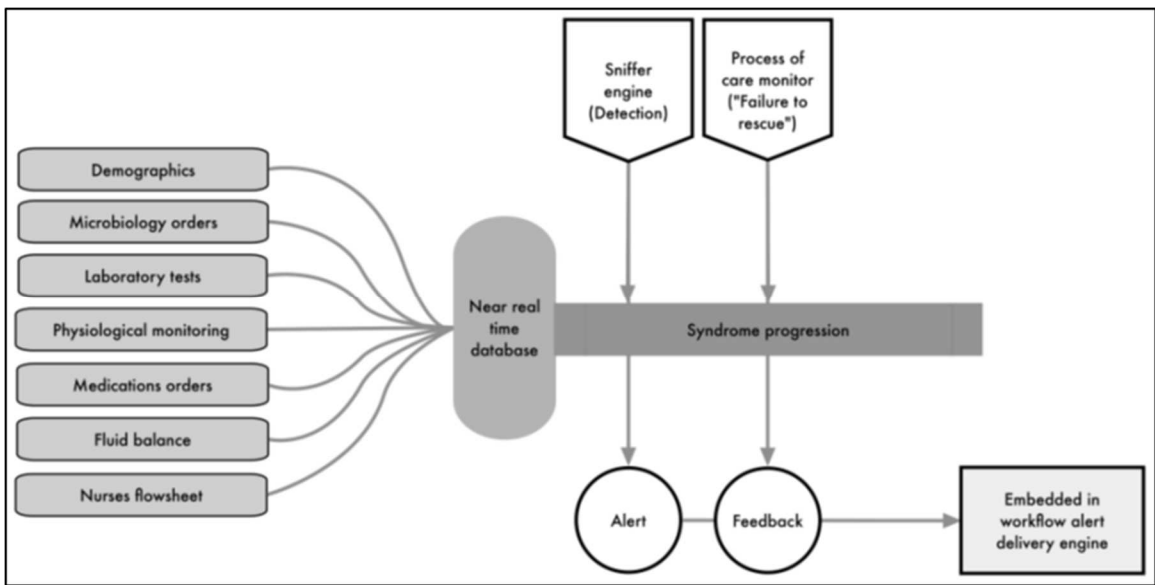 Sniffer
engine
(Detection)
Process of
care monitor
("Failure to
rescue")
Demographics
Microbiology orders
Laboratory tests
Physiological monitoring
Medications orders
Fluid balance
Nurses flowsheet
Near real
time
database
Syndrome progression
Alert
Feedback
Embedded in
workflow alert
delivery engine